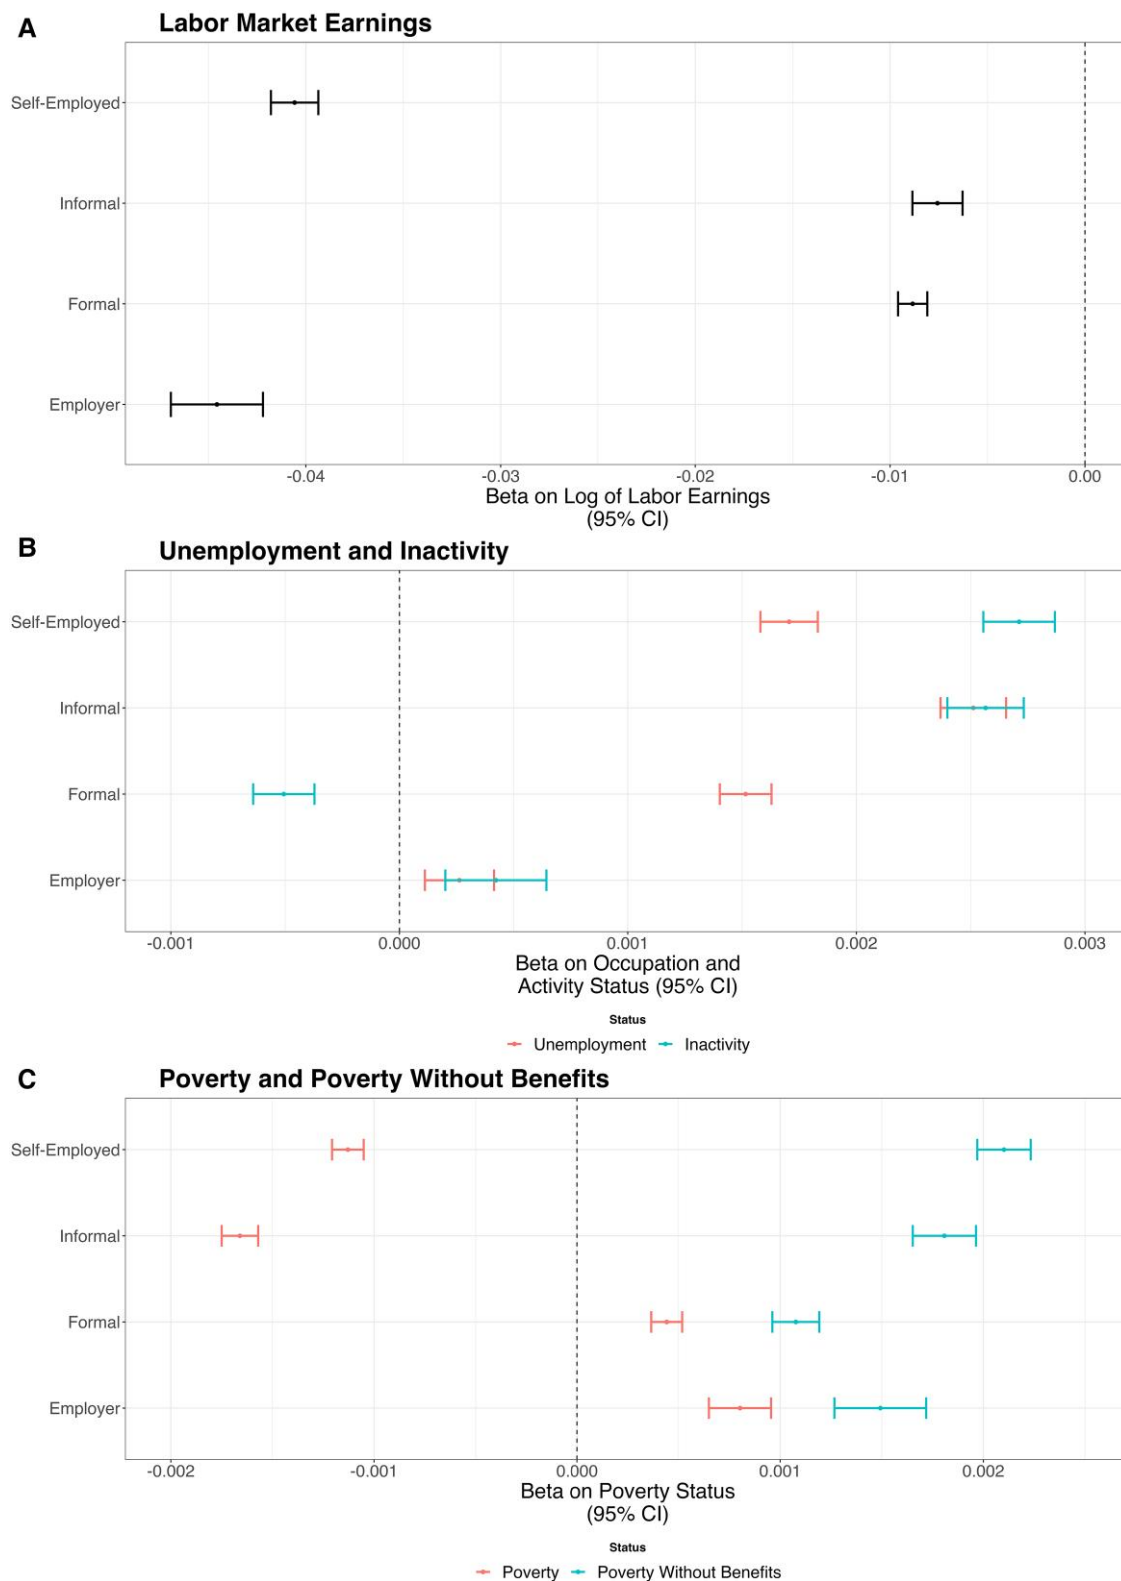 A
Labor Market Earnings
Self-Employed
Informal
Formal
Employer
-0.04 -0.03 -0.02 -0.01 0.00
Beta on Log of Labor Earnings
(95% CI)
B
Unemployment and Inactivity
Self-Employed
Informal
Formal
Employer
-0.001 0.000 0.001 0.002 0.003
Beta on Occupation and
Activity Status (95% CI)
Status
Unemployment Inactivity
C
Poverty and Poverty Without Benefits
Self-Employed
Informal
Formal
Employer
-0.002 -0.001 0.000 0.001 0.002
Beta on Poverty Status
(95% CI)
Status
Poverty Poverty Without Benefits